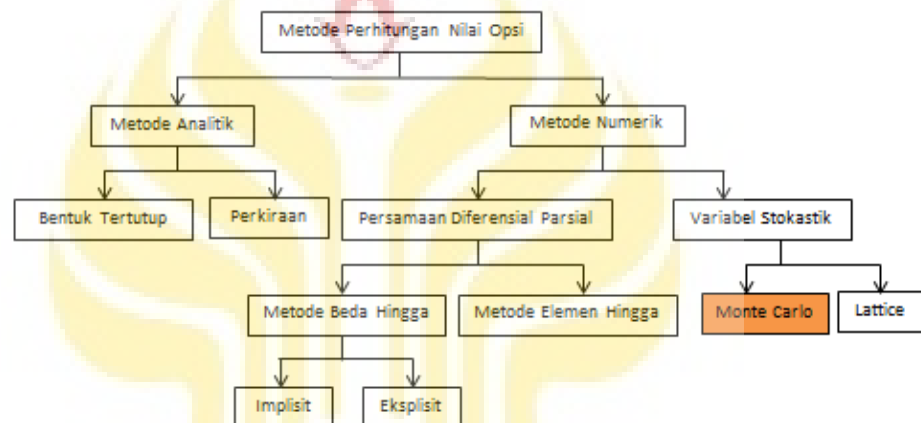 Metode Perhitungan Nilai Opsi
Metode Analitik
Metode Numerik
Bentuk Tertutup
Perkiraan
Persamaan Diferensial Parsial
Variabel Stokastik
Metode Beda Hingga
Metode Elemen Hingga
Monte Carlo
Lattice
Implisit
Eksplisit